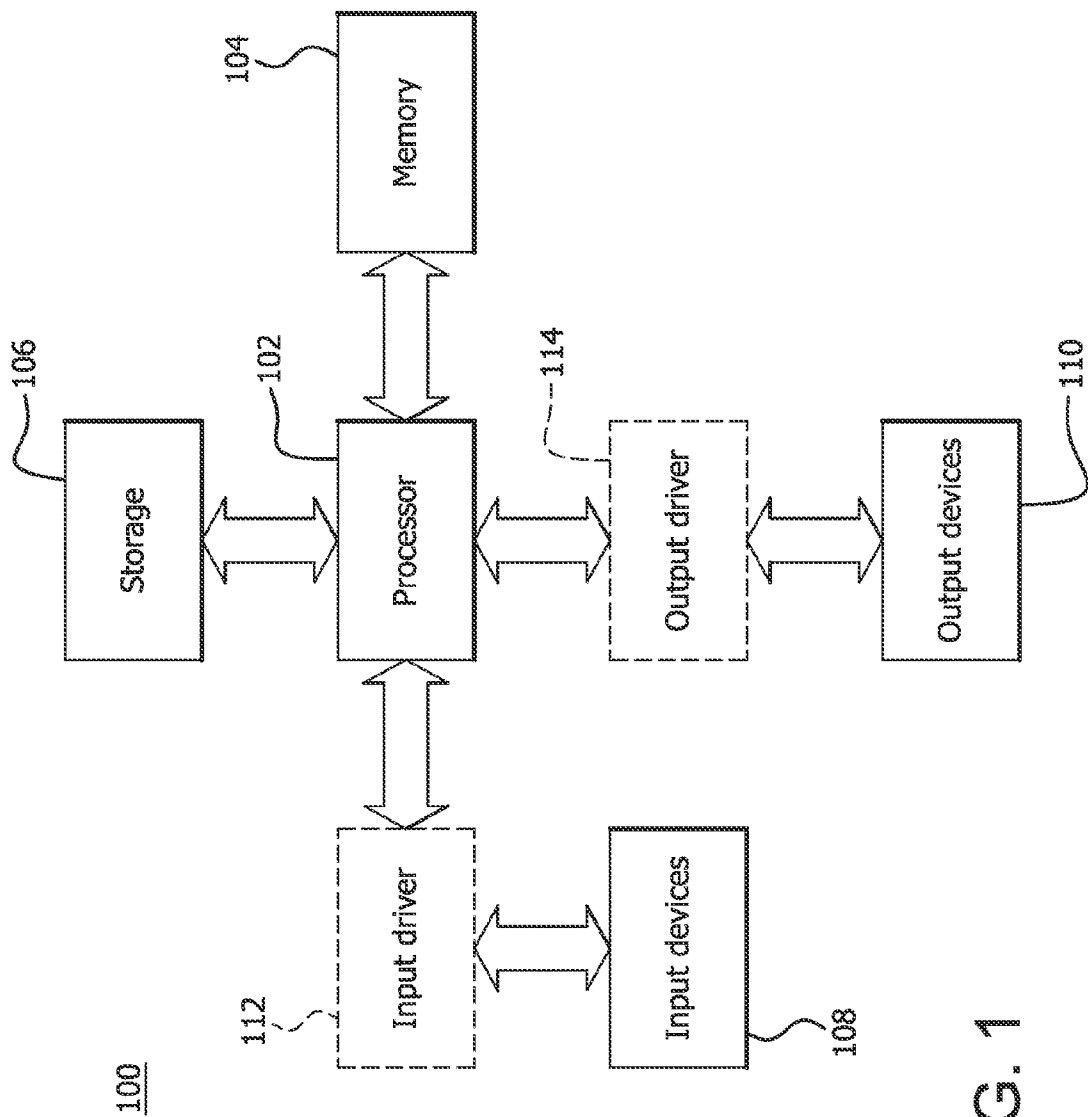 100
106
Storage
104
Memory
102
Processor
112
Input driver
114
Output driver
108
Input devices
110
Output devices
G. 1